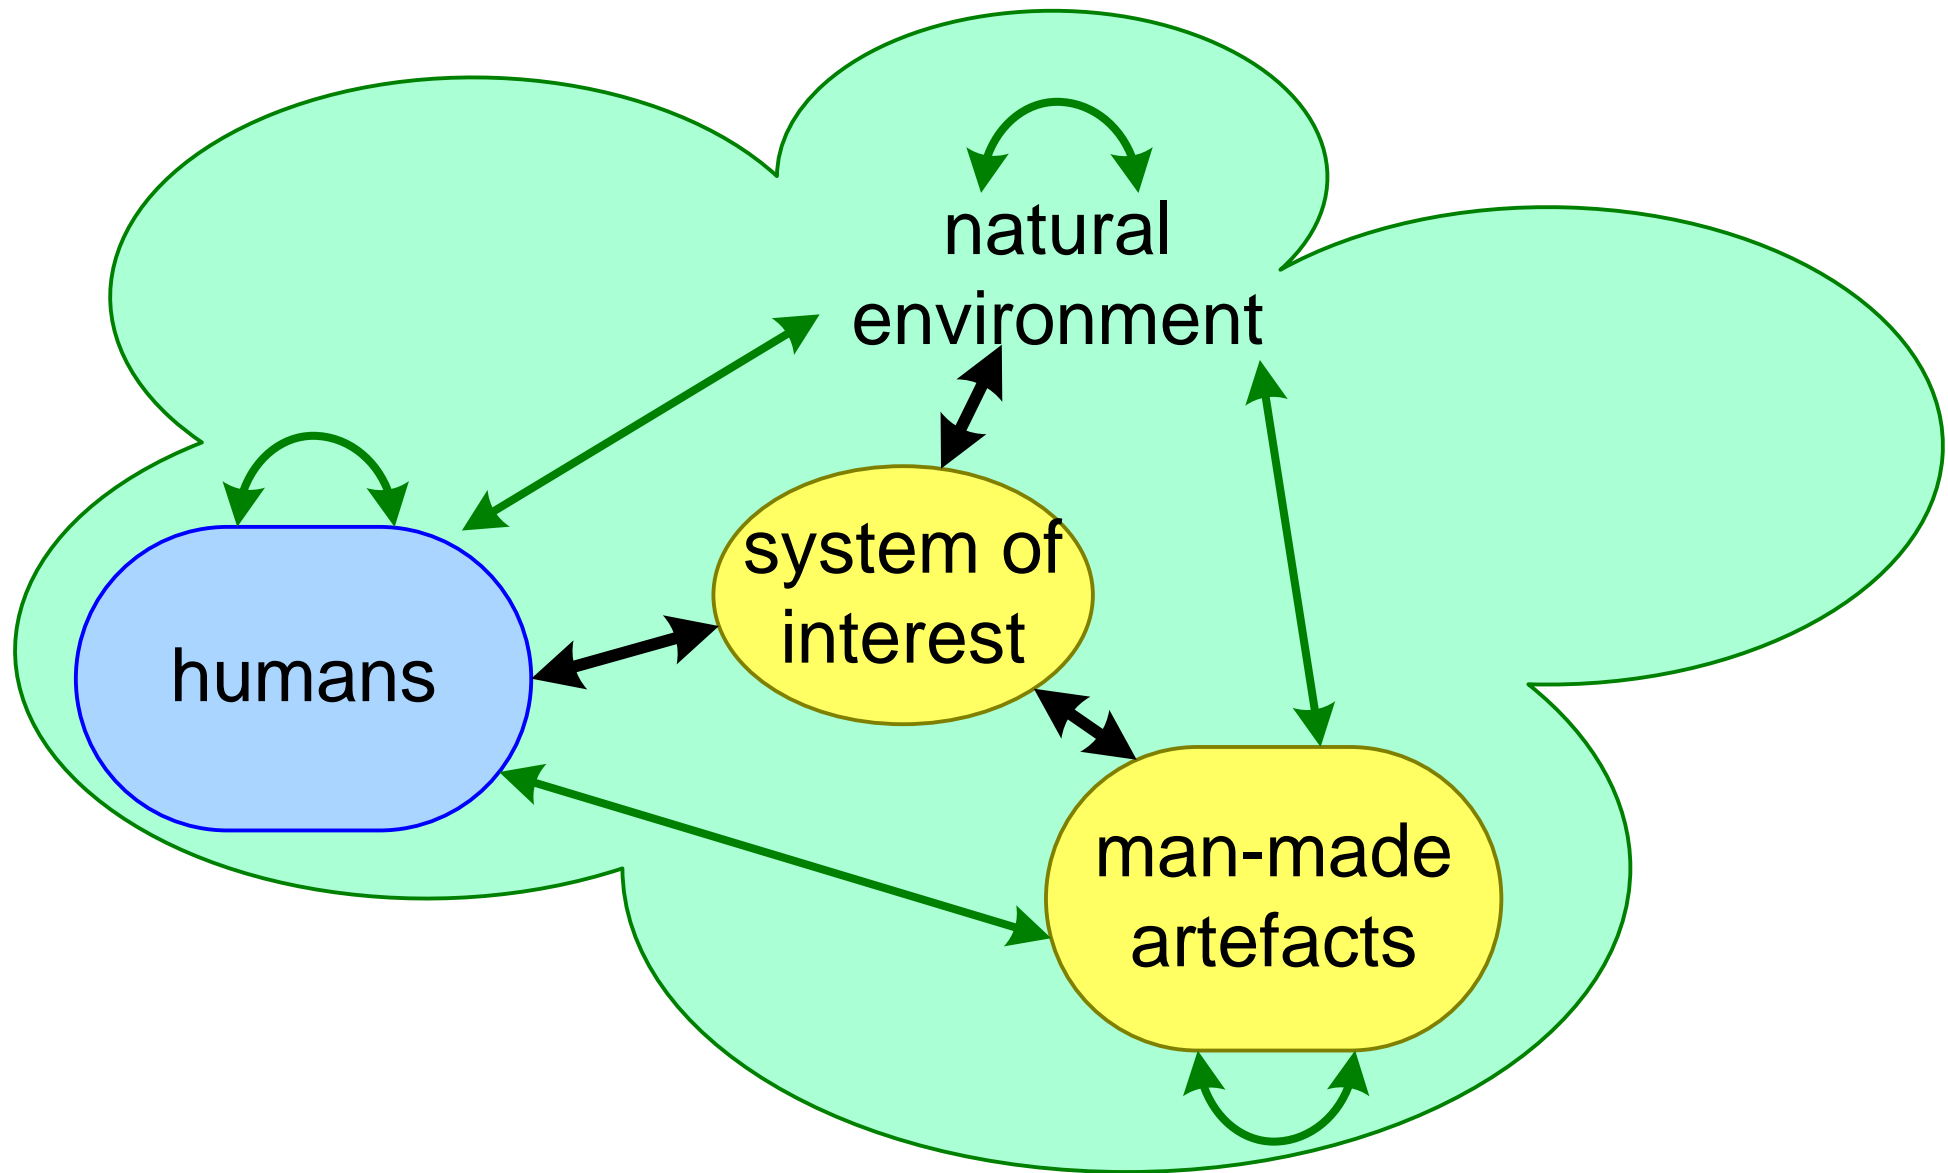 natural
environment
system of
interest
humans
man-made
artefacts